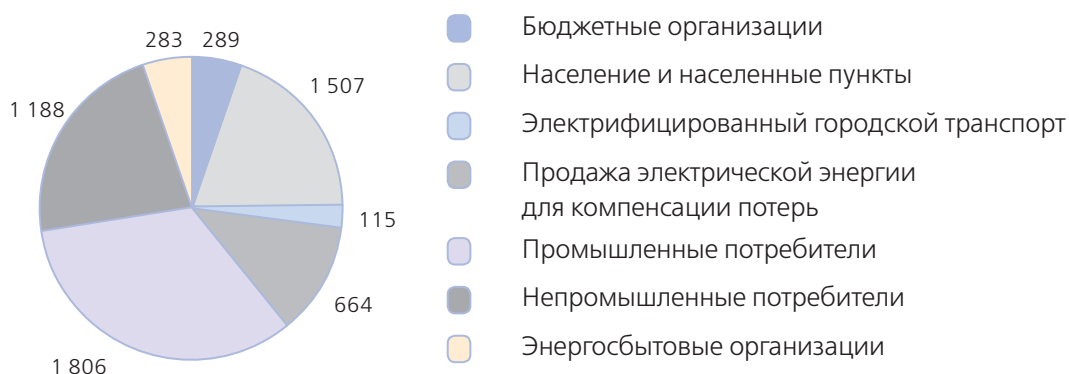 283
289
1 507
1 188
115
664
1 806
Бюджетные организации
Население и населенные пункты
Электрифицированный городской транспорт
Продажа электрической энергии
для компенсации потерь
Промышленные потребители
Непромышленные потребители
Энергосбытовые организации